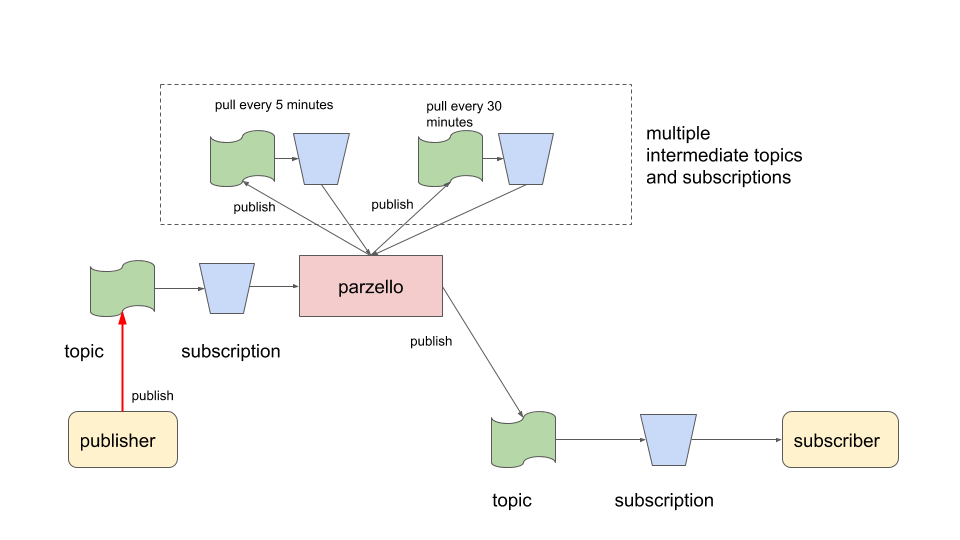 pull every 5 minutes
pull every 30
minutes
multiple
intermediate topics
and subscriptions
publish
publish
parzello
publish
topic
subscription
publish
publisher
subscriber
topic
subscription